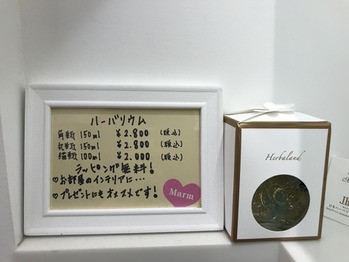 ハーバリウム
角瓶 150ml ￥2.800 (税込)
丸瓶 150ml ￥2.800 (税込)
猫瓶 100ml ￥2.000 (税込)
ラッピング無料！
♡お部屋のインテリアに…
♡プレゼントにもオススメです！
Marm
Herbaland